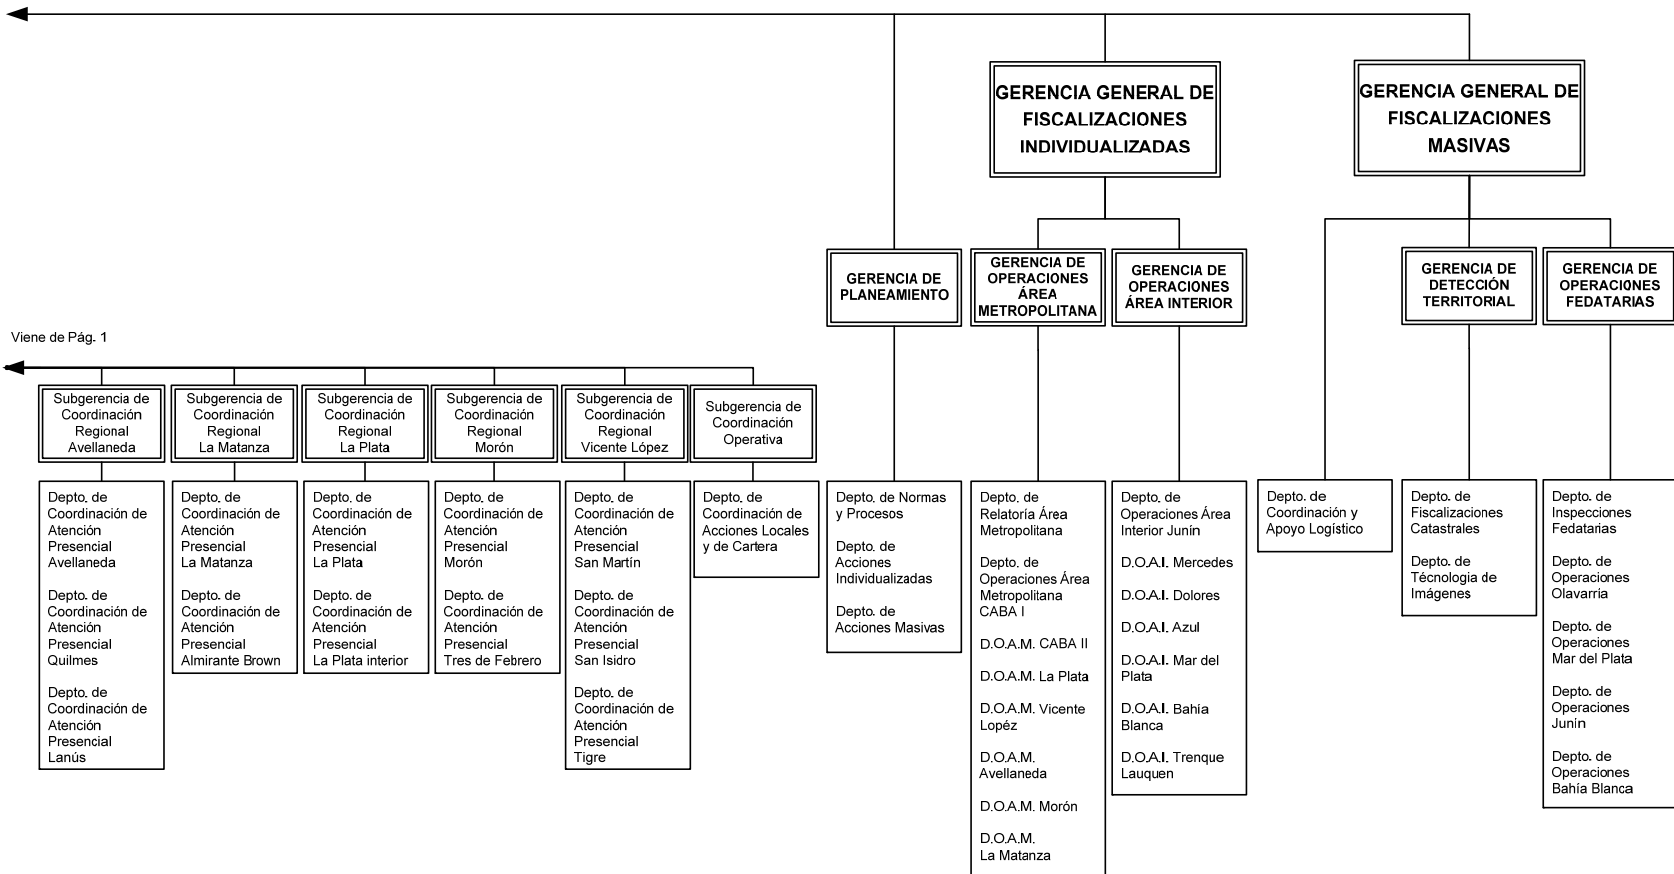 GERENCIA GENERAL DE
FISCALIZACIONES
INDIVIDUALIZADAS
GERENCIA GENERAL DE
FISCALIZACIONES
MASIVAS
GERENCIA DE
PLANEAMIENTO
GERENCIA DE
OPERACIONES
ÁREA
METROPOLITANA
GERENCIA DE
OPERACIONES
ÁREA INTERIOR
GERENCIA DE
DETECCIÓN
TERRITORIAL
GERENCIA DE
OPERACIONES
FEDATARIAS
Viene de Pág. 1
Subgerencia de
Coordinación
Regional
Avellaneda
Subgerencia de
Coordinación
Regional
La Matanza
Subgerencia de
Coordinación
Regional
La Plata
Subgerencia de
Coordinación
Regional
Morón
Subgerencia de
Coordinación
Regional
Vicente López
Subgerencia de
Coordinación
Operativa
Depto. de
Coordinación de
Atención
Presencial
Avellaneda
Depto. de
Coordinación de
Atención
Presencial
Quilmes
Depto. de
Coordinación de
Atención
Presencial
Lanús
Depto. de
Coordinación de
Atención
Presencial
La Matanza
Depto. de
Coordinación de
Atención
Presencial
Almirante Brown
Depto. de
Coordinación de
Atención
Presencial
La Plata
Depto. de
Coordinación de
Atención
Presencial
La Plata interior
Depto. de
Coordinación de
Atención
Presencial
Morón
Depto. de
Coordinación de
Atención
Presencial
Tres de Febrero
Depto. de
Coordinación de
Atención
Presencial
San Martín
Depto. de
Coordinación de
Atención
Presencial
San Isidro
Depto. de
Coordinación de
Atención
Presencial
Tigre
Depto. de
Coordinación de
Acciones Locales
y de Cartera
Depto. de Normas
y Procesos
Depto. de
Acciones
Individualizadas
Depto. de
Acciones Masivas
Depto. de
Relatoría Área
Metropolitana
Depto. de
Operaciones Área
Metropolitana
CABA I
D.O.A.M. CABA II
D.O.A.M. La Plata
D.O.A.M. Vicente
Lopéz
D.O.A.M.
Avellaneda
D.O.A.M. Morón
D.O.A.M.
La Matanza
Depto. de
Operaciones Área
Interior Junín
D.O.A.I. Mercedes
D.O.A.I. Dolores
D.O.A.I. Azul
D.O.A.I. Mar del
Plata
D.O.A.I. Bahía
Blanca
D.O.A.I. Trenque
Lauquen
Depto. de
Coordinación y
Apoyo Logístico
Depto. de
Fiscalizaciones
Catastrales
Depto. de
Técnologia de
Imágenes
Depto. de
Inspecciones
Fedatarias
Depto. de
Operaciones
Olavarria
Depto. de
Operaciones
Mar del Plata
Depto. de
Operaciones
Junín
Depto. de
Operaciones
Bahía Blanca